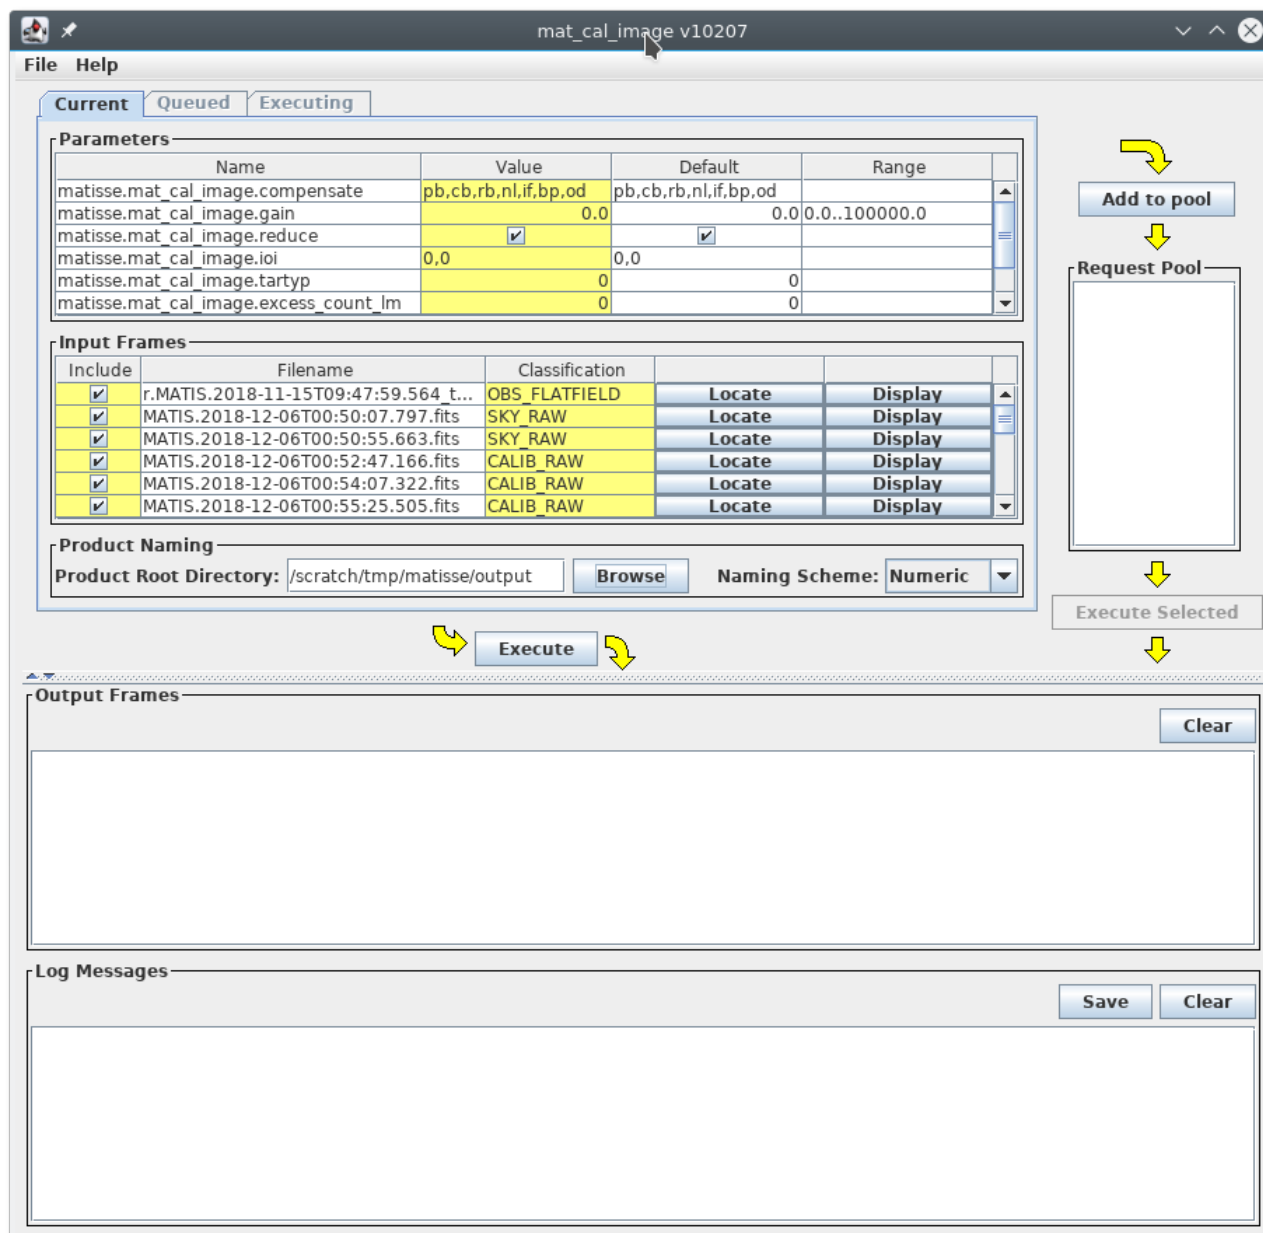 mat_cal_image v10207
File Help
Current Queued Executing
Parameters
Name Value Default Range
matisse.mat_cal_image.compensate pb,cb,rb,nl,if,bp,od pb,cb,rb,nl,if,bp,od
matisse.mat_cal_image.gain 0.0 0.0 0.0..100000.0
matisse.mat_cal_image.reduce
matisse.mat_cal_image.ioi 0,0 0,0
matisse.mat_cal_image.tartyp 0 0
matisse.mat_cal_image.excess_count_lm 0 0
Add to pool
Request Pool
Input Frames
Include Filename Classification
r.MATIS.2018-11-15T09:47:59.564_t... OBS_FLATFIELD Locate Display
MATIS.2018-12-06T00:50:07.797.fits SKY_RAW Locate Display
MATIS.2018-12-06T00:50:55.663.fits SKY_RAW Locate Display
MATIS.2018-12-06T00:52:47.166.fits CALIB_RAW Locate Display
MATIS.2018-12-06T00:54:07.322.fits CALIB_RAW Locate Display
MATIS.2018-12-06T00:55:25.505.fits CALIB_RAW Locate Display
Product Naming
Product Root Directory: /scratch/tmp/matisse/output Browse Naming Scheme: Numeric
Execute Selected
Execute
Output Frames
Clear
Log Messages
Save Clear